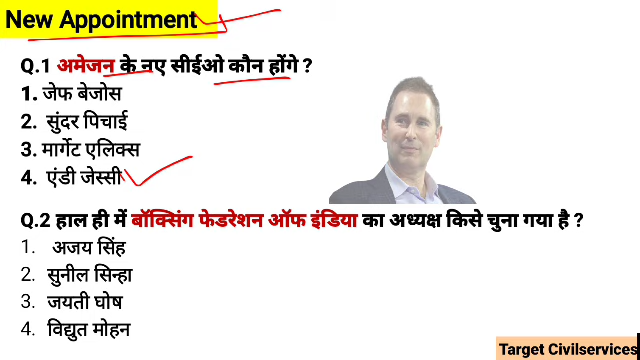 New Appointment
Q.1 अमेजन के नए सीईओ कौन होंगे ?
1. जेफ बेजोस
2. सुंदर पिचाई
3. मार्गेट एलिक्स
4. एंडी जेस्सी
Q.2 हाल ही में बॉक्सिंग फेडरेशन ऑफ इंडिया का अध्यक्ष किसे चुना गया है ?
1. अजय सिंह
2. सुनील सिन्हा
3. जयती घोष
4. विद्युत मोहन
Target Civilservices